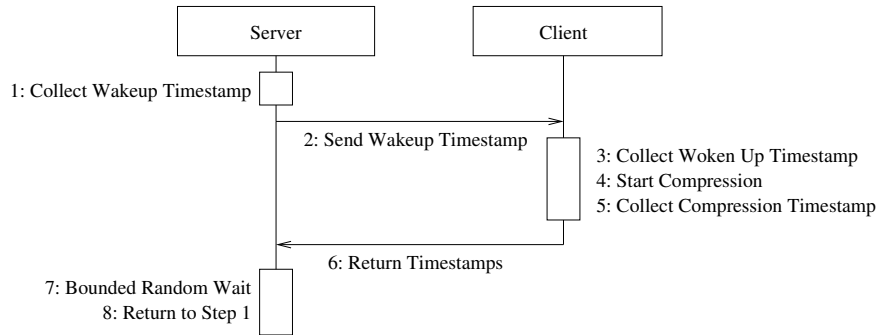 Server
Client
1: Collect Wakeup Timestamp
2: Send Wakeup Timestamp
3: Collect Woken Up Timestamp
4: Start Compression
5: Collect Compression Timestamp
6: Return Timestamps
7: Bounded Random Wait
8: Return to Step 1